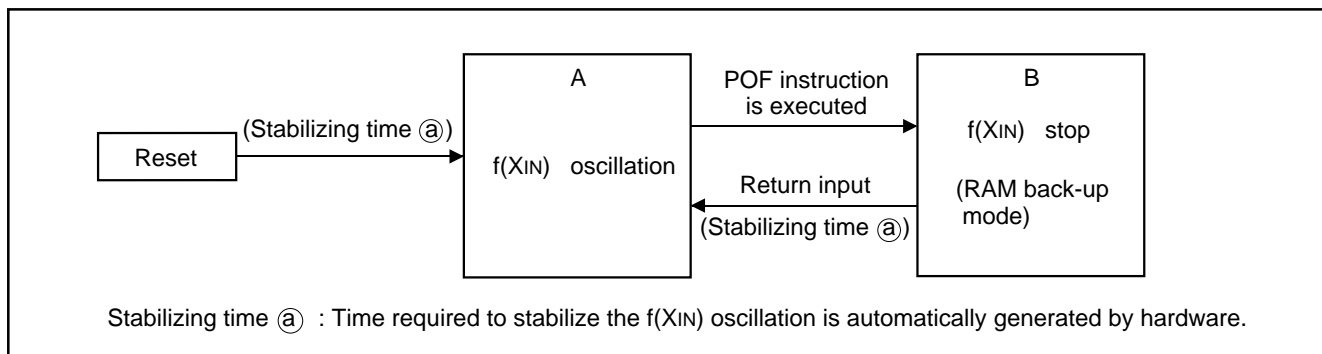 Reset
(Stabilizing time ⓐ)
A
f(XIN) oscillation
POF instruction
is executed
Return input
(Stabilizing time ⓐ)
B
f(XIN) stop
(RAM back-up
mode)
Stabilizing time ⓐ : Time required to stabilize the f(XIN) oscillation is automatically generated by hardware.